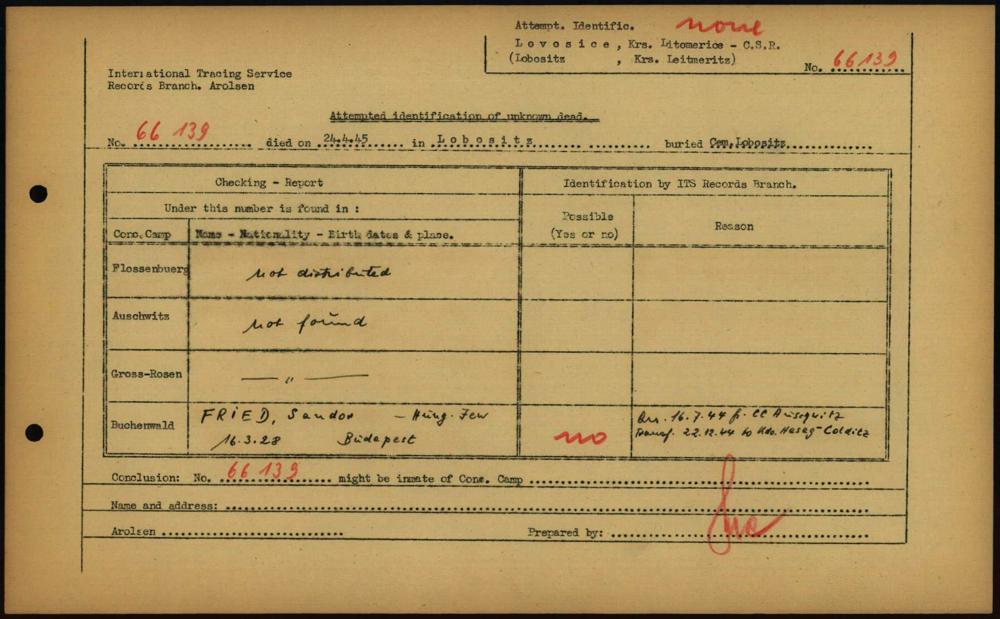 Attempt. Identific. none
Lovosice, Krs. Litomerice - C.S.R.
(Lobositz , Krs. Leitmeritz)
No. 66139
International Tracing Service
Records Branch. Arolsen
Attempted identification of unknown dead.
No. 66 139 died on 24.4.45 in Lobositz buried Cem. Lobositz
Checking - Report
Identification by ITS Records Branch.
Under this number is found in :
Possible
(Yes or no)
Reason
Conc. Camp
Name - Nationality - Birth dates & place.
Flossenbuerg
not distributed
Auschwitz
not found
Gross-Rosen
— " —
Buchenwald
FRIED, Sandor - Hung. Jew
16.3.28 Budapest
no
Arr. 16.7.44 fr. CC Auschwitz
Transf. 22.12.44 to Kdo. Hasag-Colditz
Conclusion: No. 66 139 might be inmate of Conc. Camp
Name and address:
Arolsen
Prepared by: